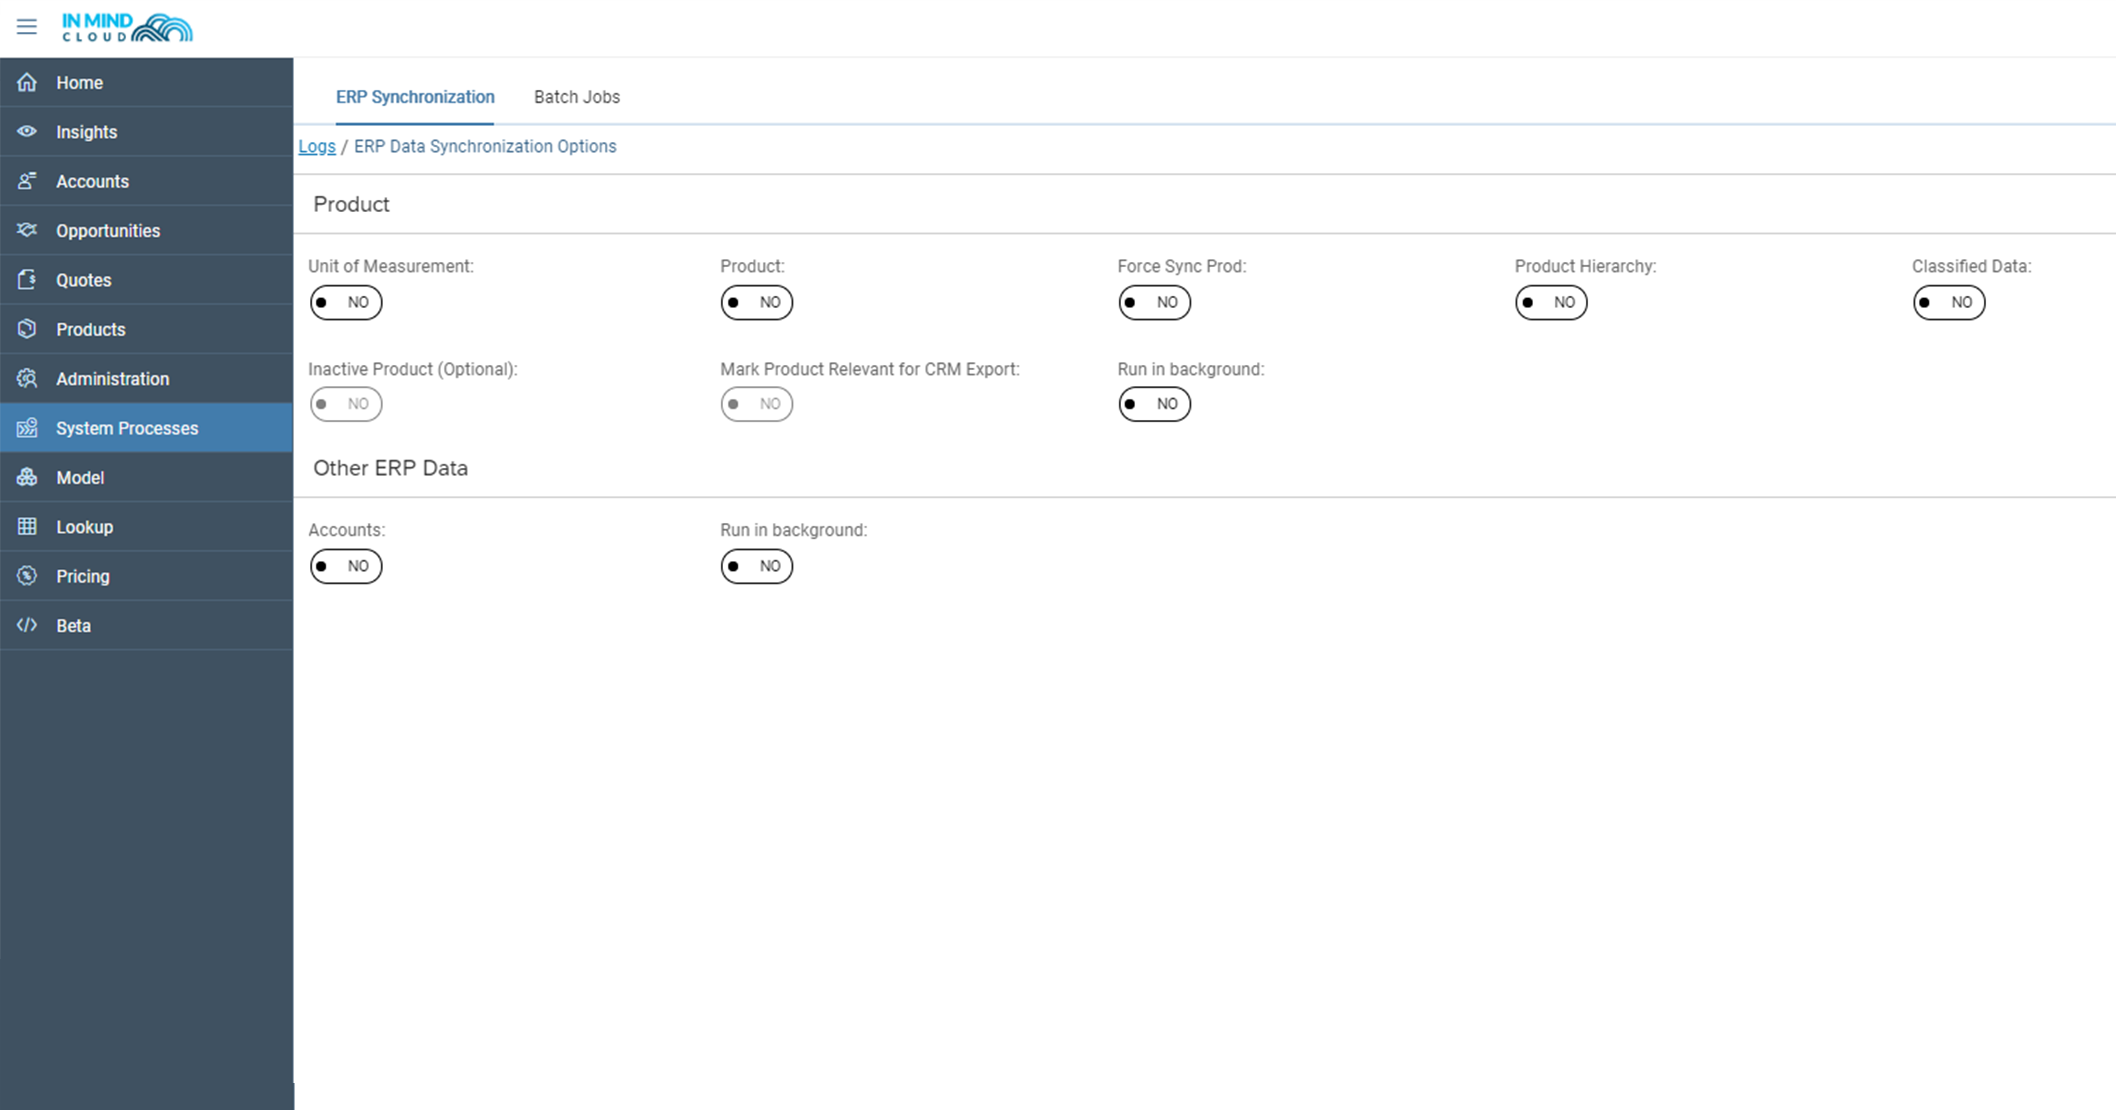 IN MIND
CLOUD
Home
Insights
Accounts
Opportunities
Quotes
Products
Administration
System Processes
Model
Lookup
Pricing
Beta
ERP Synchronization Batch Jobs
Logs / ERP Data Synchronization Options
Product
Unit of Measurement: Product: Force Sync Prod: Product Hierarchy: Classified Data:
NO NO NO NO NO
Inactive Product (Optional): Mark Product Relevant for CRM Export: Run in background:
NO NO NO
Other ERP Data
Accounts: Run in background:
NO NO